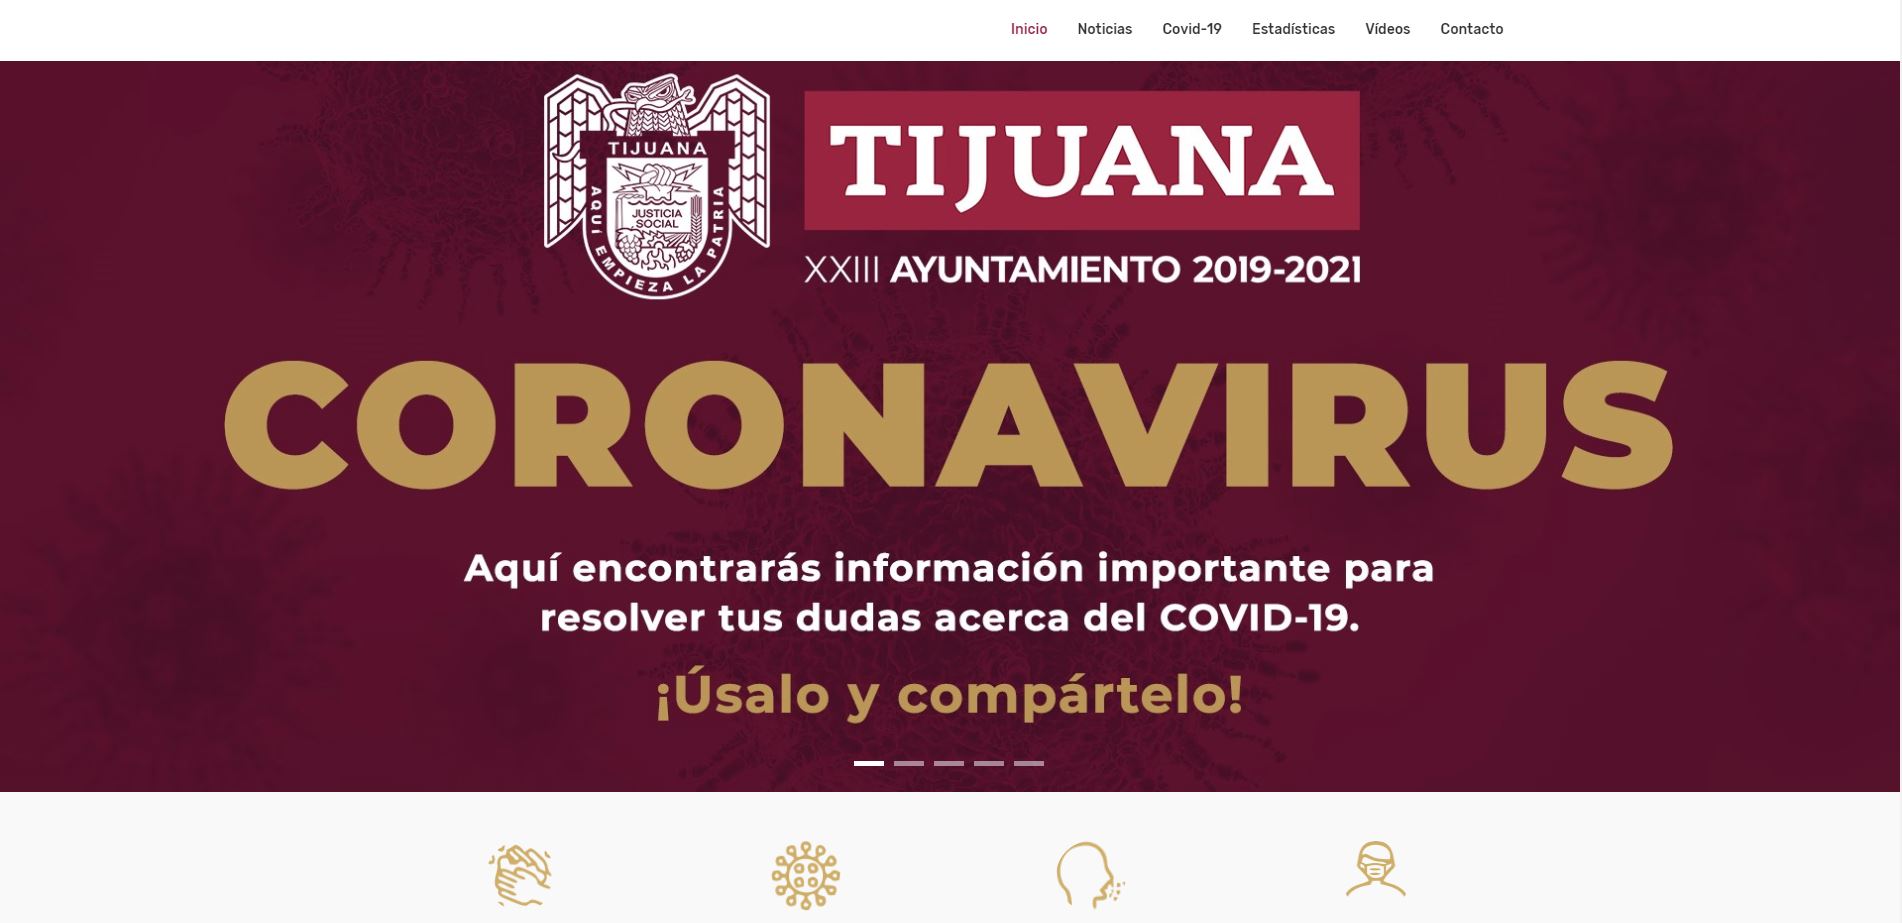 Inicio Noticias Covid-19 Estadísticas Vídeos Contacto
TIJUANA
JUSTICIA
SOCIAL
AQUÍ EMPIEZA LA PATRIA
TIJUANA
XXIII AYUNTAMIENTO 2019-2021
CORONAVIRUS
Aquí encontrarás información importante para
resolver tus dudas acerca del COVID-19.
¡Úsalo y compártelo!